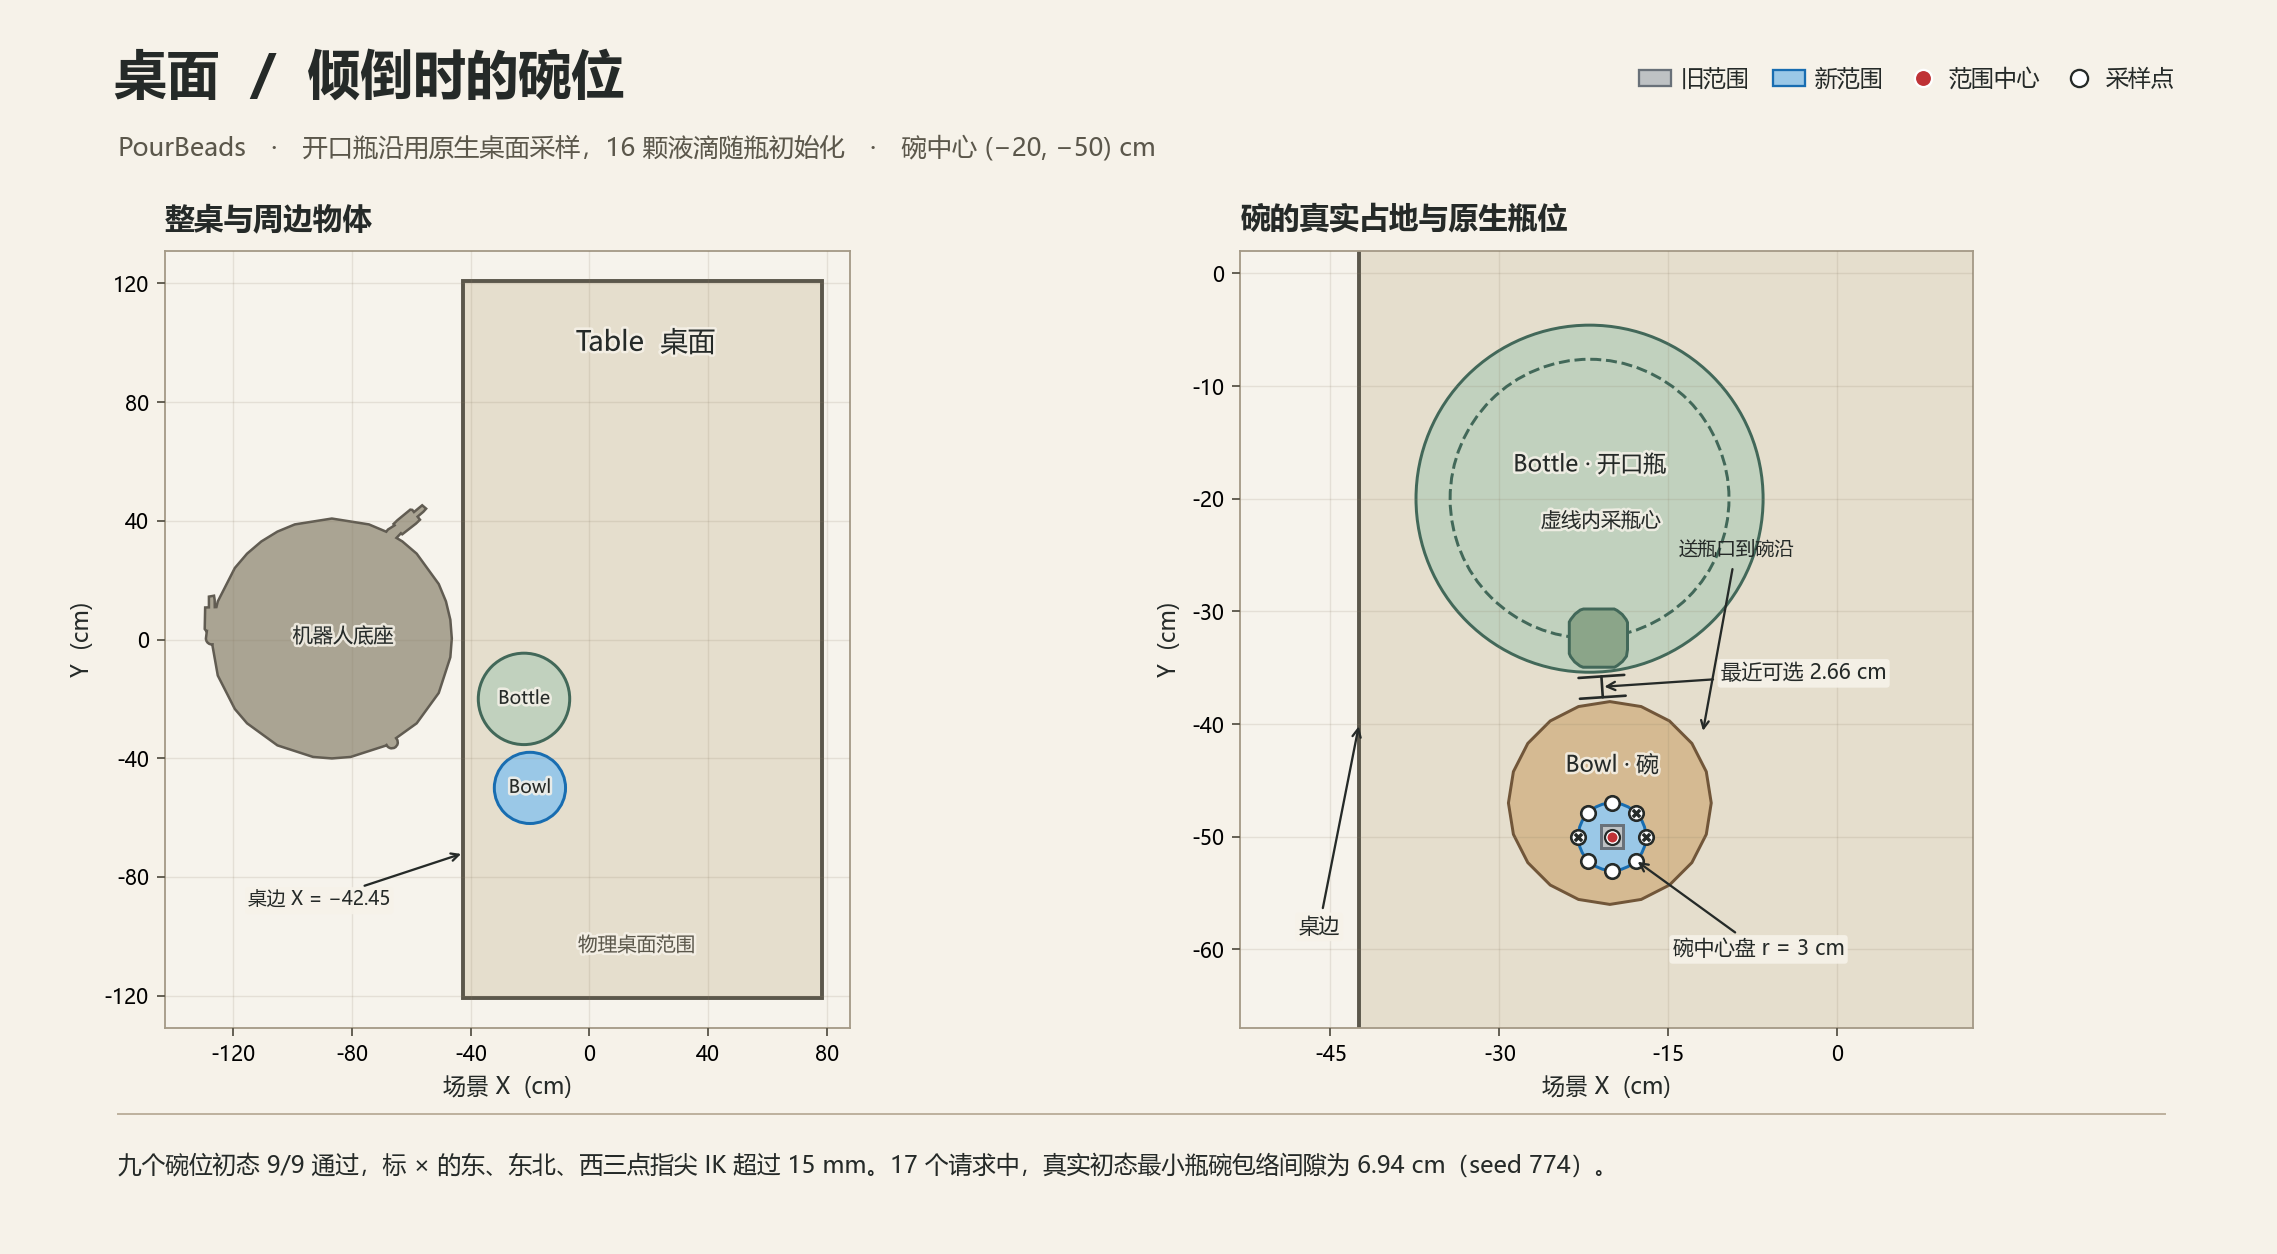 桌面 / 倾倒时的碗位
旧范围 新范围 范围中心 采样点
PourBeads · 开口瓶沿用原生桌面采样，16 颗液滴随瓶初始化 · 碗中心 (−20, −50) cm
整桌与周边物体
120
80
40
0
-40
-80
-120
Y (cm)
Table 桌面
机器人底座
Bottle
Bowl
桌边 X = −42.45
物理桌面范围
-120 -80 -40 0 40 80
场景 X (cm)
碗的真实占地与原生瓶位
0
-10
-20
-30
-40
-50
-60
Y (cm)
Bottle · 开口瓶
虚线内采瓶心
送瓶口到碗沿
最近可选 2.66 cm
Bowl · 碗
桌边
碗中心盘 r = 3 cm
-45 -30 -15 0
场景 X (cm)
九个碗位初态 9/9 通过，标 × 的东、东北、西三点指尖 IK 超过 15 mm。17 个请求中，真实初态最小瓶碗包络间隙为 6.94 cm（seed 774）。